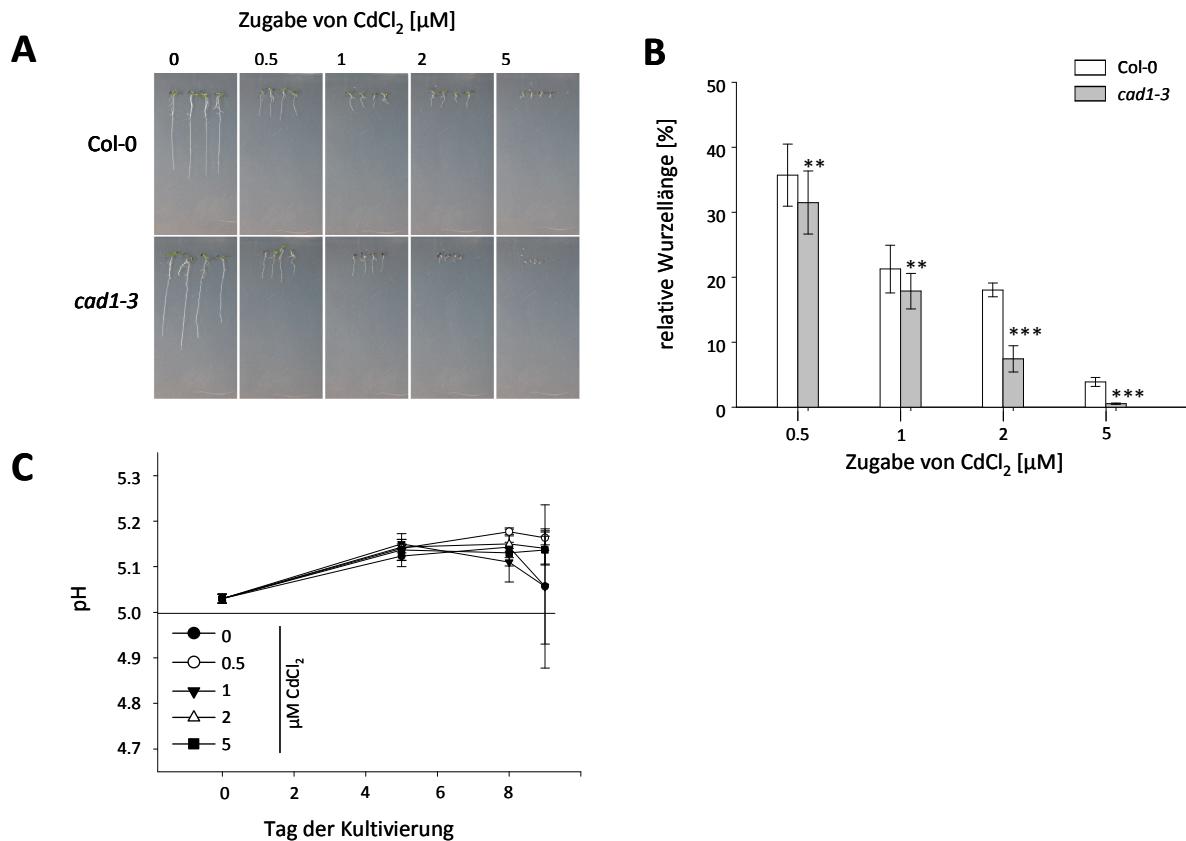 A
Zugabe von CdCl2 [µM]
0 0.5 1 2 5
Col-0
cad1-3
B
Col-0
cad1-3
relative Wurzellänge [%]
50
40
30
20
10
0
**
**
***
***
0.5 1 2 5
Zugabe von CdCl2 [µM]
C
pH
5.3
5.2
5.1
5.0
4.9
4.8
4.7
0
0.5
1
2
5
µM CdCl2
0 2 4 6 8
Tag der Kultivierung